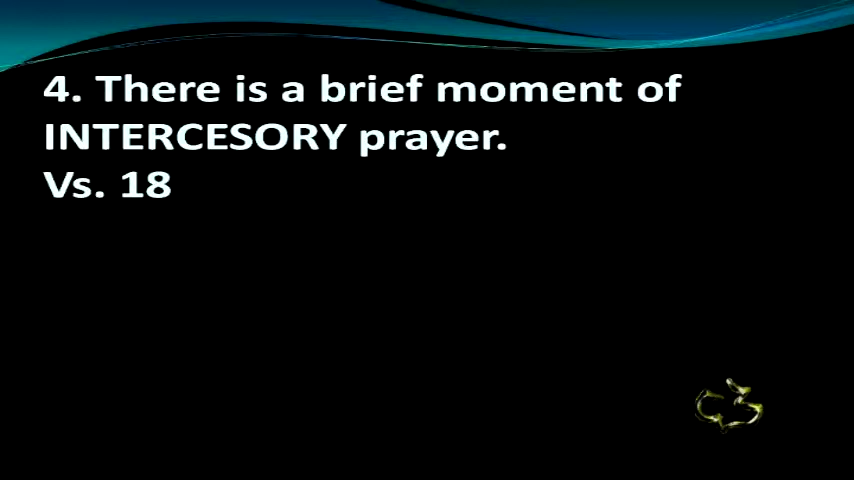 4. There is a brief moment of
INTERCESORY prayer.
Vs. 18